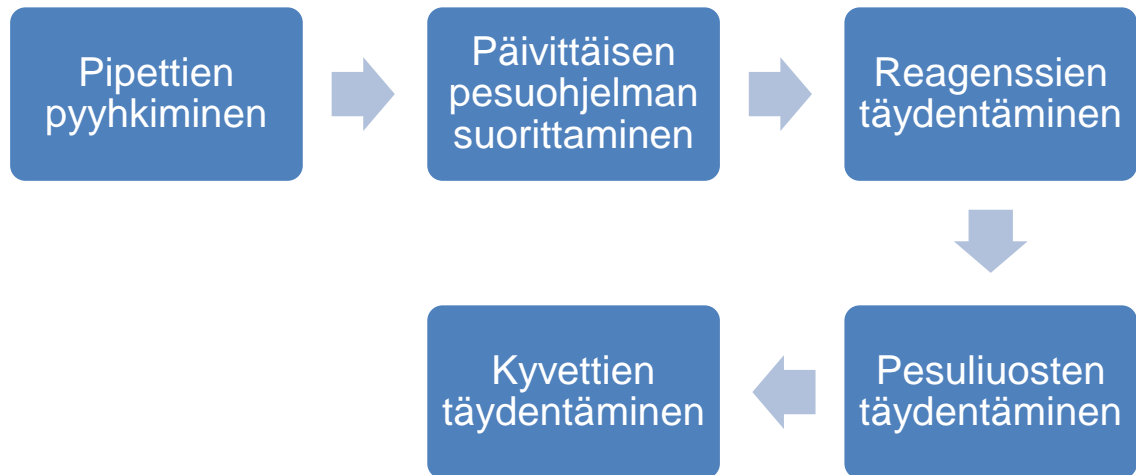 Pipettien
pyyhkiminen
Päivittäisen
pesuohjelman
suorittaminen
Reagenssien
täydentäminen
Pesuliuosten
täydentäminen
Kyvettien
täydentäminen